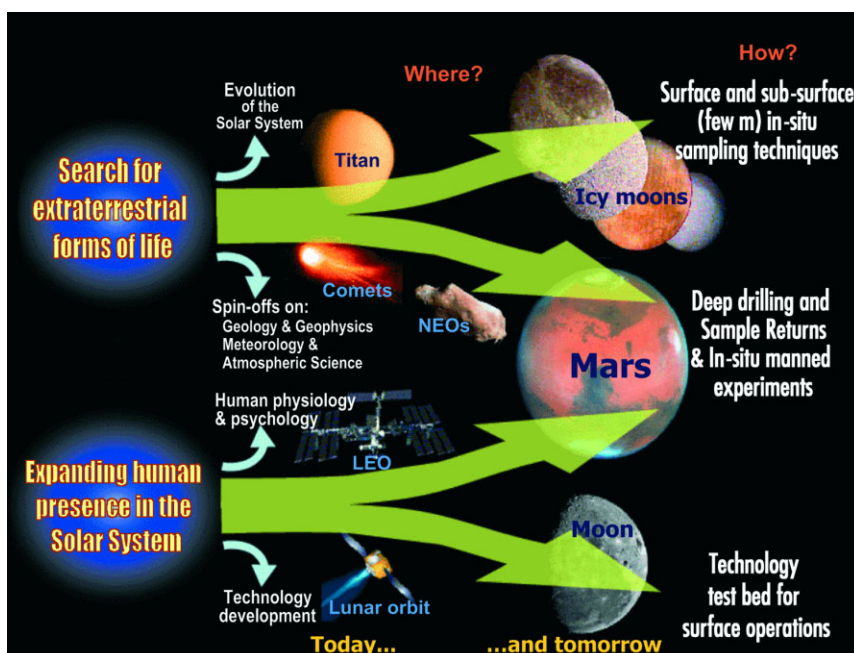 Where?
How?
Evolution
of the
Solar System
Titan
Surface and sub-surface
(few m) in-situ
sampling techniques
Search for
extraterrestrial
forms of life
Icy moons
Comets
NEOs
Spin-offs on:
Geology & Geophysics
Meteorology &
Atmospheric Science
Mars
Deep drilling and
Sample Returns
& In-situ manned
experiments
Human physiology
& psychology
LEO
Expanding human
presence in the
Solar System
Moon
Technology
development
Lunar orbit
Technology
test bed for
surface operations
Today...
...and tomorrow